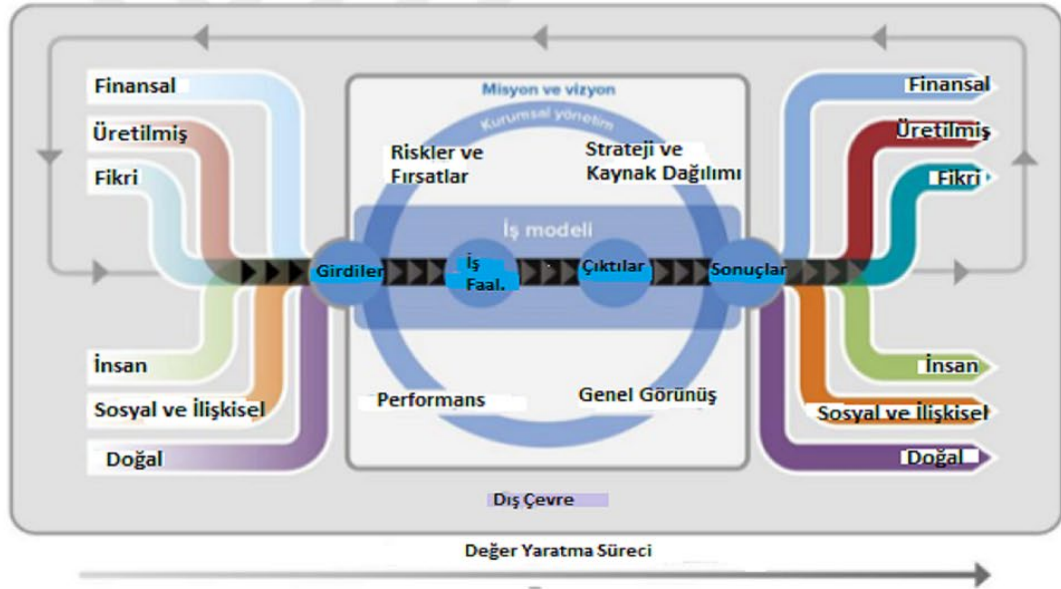 Finansal
Üretilmiş
Fikri
İnsan
Sosyal ve İlişkisel
Doğal
Misyon ve vizyon
Kurumsal yönetim
Riskler ve
Fırsatlar
Strateji ve
Kaynak Dağılımı
İş modeli
Girdiler
İş
Faal.
Çıktılar
Sonuçlar
Performans
Genel Görünüş
Finansal
Üretilmiş
Fikri
İnsan
Sosyal ve İlişkisel
Doğal
Dış Çevre
Değer Yaratma Süreci